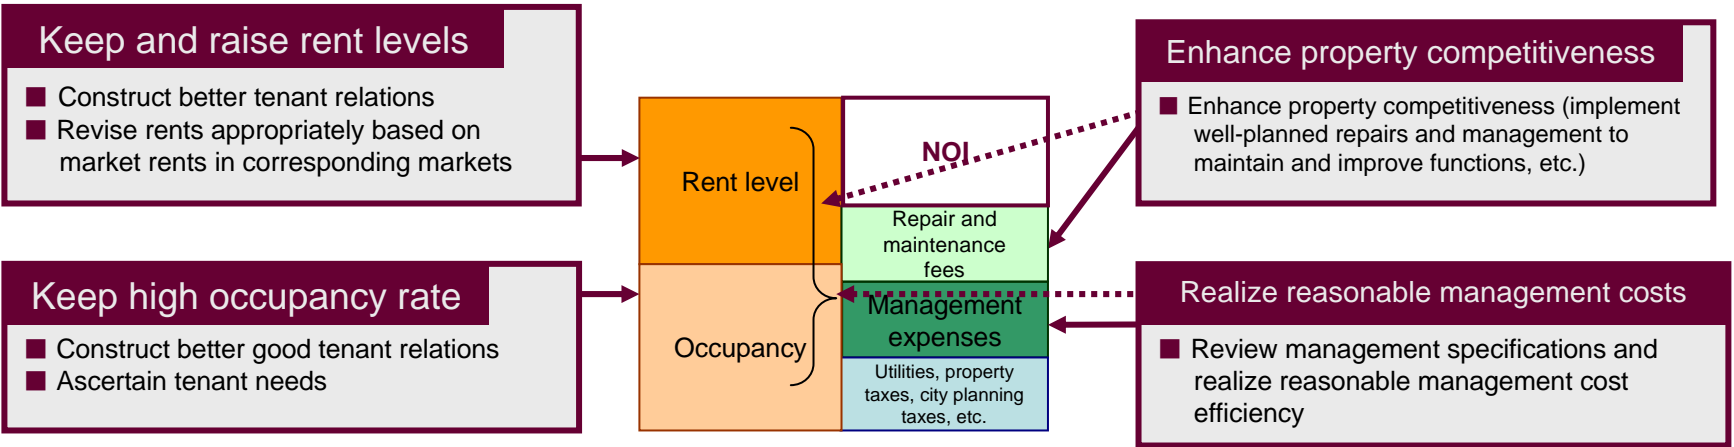 Keep and raise rent levels
■ Construct better tenant relations
■ Revise rents appropriately based on
market rents in corresponding markets
Keep high occupancy rate
■ Construct better good tenant relations
■ Ascertain tenant needs
Rent level
Occupancy
NOI
Repair and
maintenance
fees
Management
expenses
Utilities, property
taxes, city planning
taxes, etc.
Enhance property competitiveness
■ Enhance property competitiveness (implement
well-planned repairs and management to
maintain and improve functions, etc.)
Realize reasonable management costs
■ Review management specifications and
realize reasonable management cost
efficiency